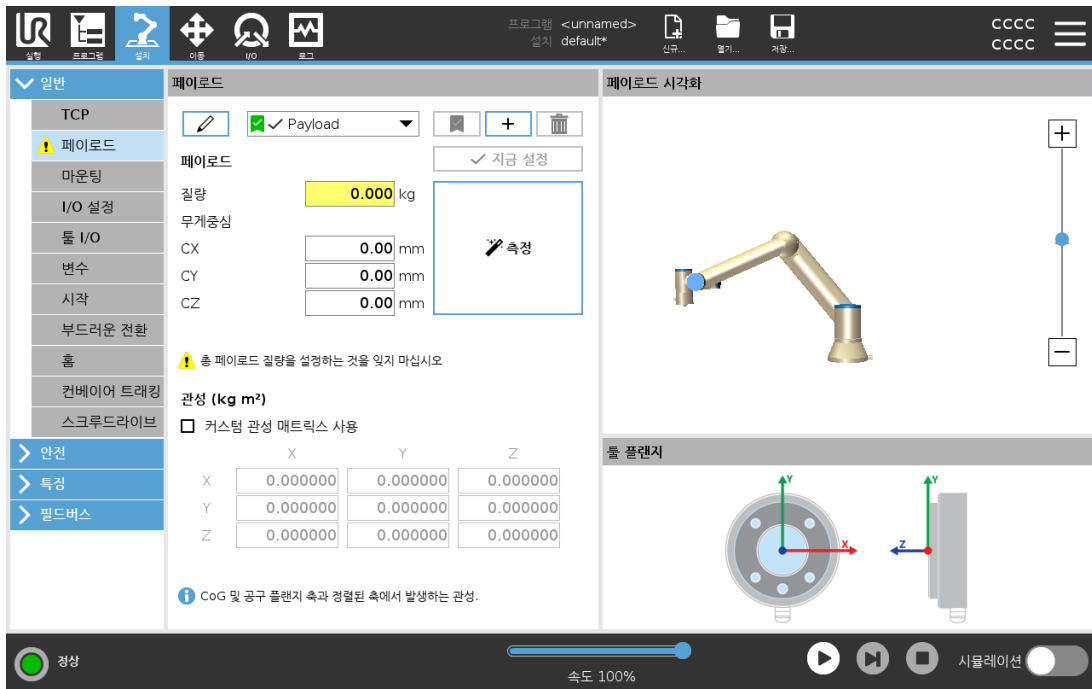 실행
프로그램
설치
이동
I/O
로그
프로그램 <unnamed>
설치 default*
신규...
열기...
저장...
CCCC
CCCC
일반
TCP
페이로드
마운팅
I/O 설정
툴 I/O
변수
시작
부드러운 전환
홈
컨베이어 트래킹
스크루드라이브
안전
특징
필드버스
페이로드
Payload
페이로드
지금 설정
질량 0.000 kg
무게중심
CX 0.00 mm
CY 0.00 mm
CZ 0.00 mm
측정
총 페이로드 질량을 설정하는 것을 잊지 마십시오
관성 (kg m²)
커스텀 관성 매트릭스 사용
X Y Z
X 0.000000 0.000000 0.000000
Y 0.000000 0.000000 0.000000
Z 0.000000 0.000000 0.000000
CoG 및 공구 플랜지 축과 정렬된 축에서 발생하는 관성.
페이로드 시각화
툴 플랜지
Y
X
Y
Z
정상
속도 100%
시뮬레이션